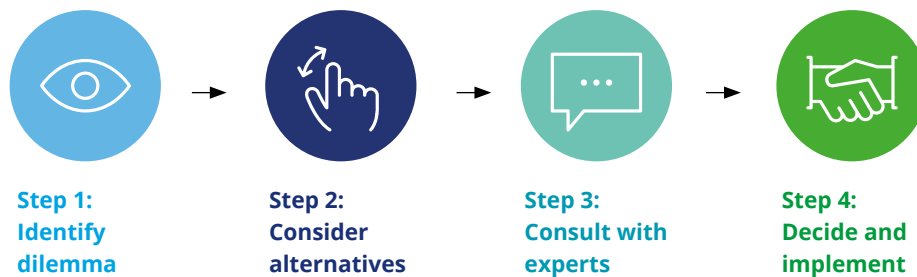 Step 1:
Identify
dilemma
Step 2:
Consider
alternatives
Step 3:
Consult with
experts
Step 4:
Decide and
implement